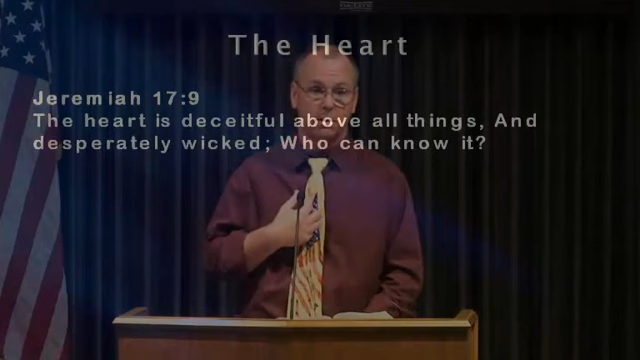 The Heart
Jeremiah 17:9
The heart is deceitful above all things, And
desperately wicked; Who can know it?